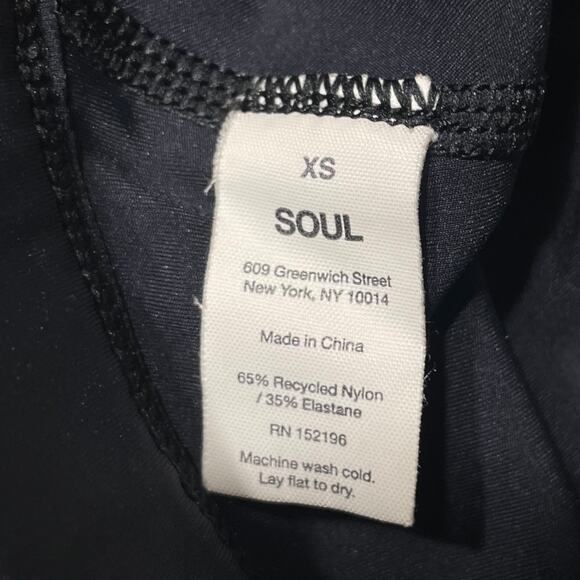 XS
SOUL
609 Greenwich Street
New York, NY 10014
Made in China
65% Recycled Nylon
/ 35% Elastane
RN 152196
Machine wash cold.
Lay flat to dry.